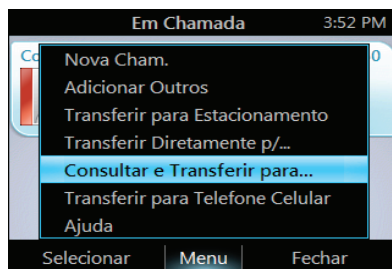 Em Chamada 3:52 PM
Nova Cham.
Adicionar Outros
Transferir para Estacionamento
Transferir Diretamente p/...
Consultar e Transferir para...
Transferir para Telefone Celular
Ajuda
Selecionar Menu Fechar